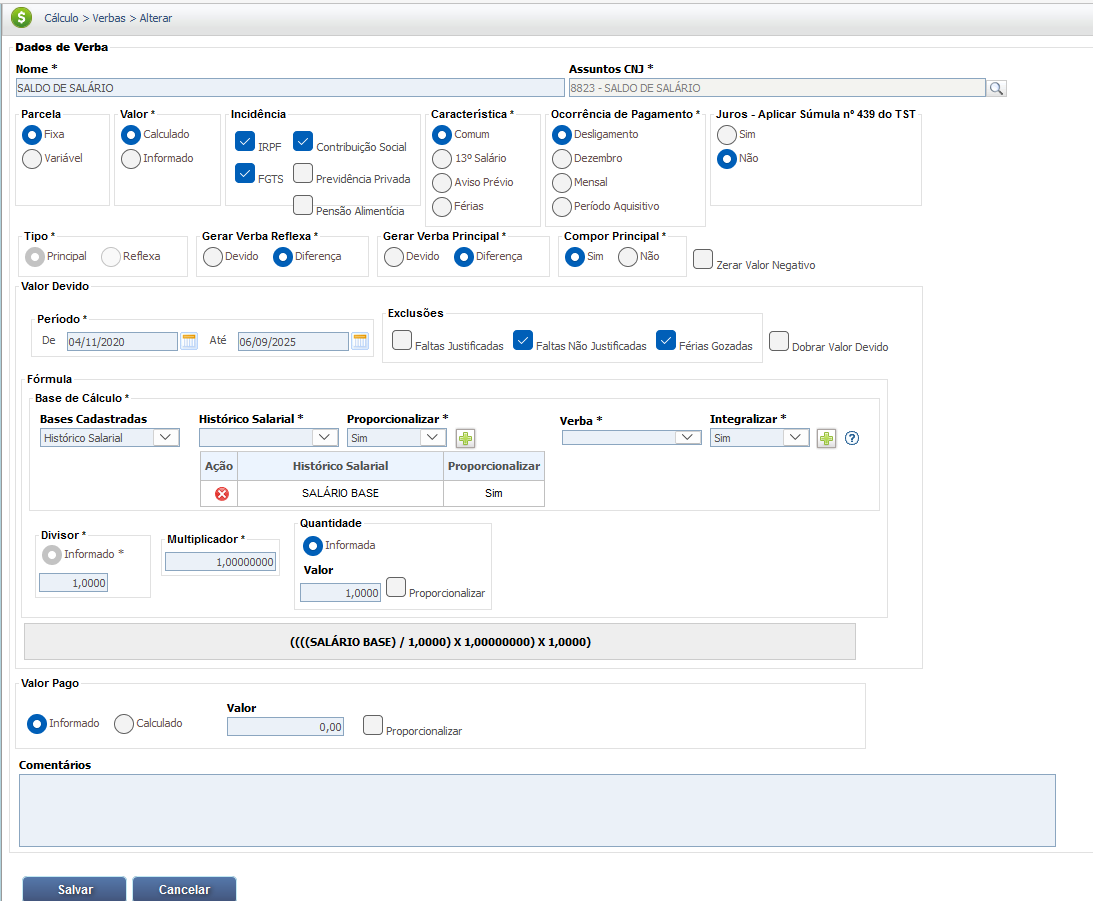 Cálculo > Verbas > Alterar
Dados de Verba
Nome *
Assuntos CNJ *
SALDO DE SALÁRIO
8823 - SALDO DE SALÁRIO
Parcela
Fixa
Variável
Valor *
Calculado
Informado
Incidência
IRPF
Contribuição Social
FGTS
Previdência Privada
Pensão Alimentícia
Característica *
Comum
13º Salário
Aviso Prévio
Férias
Ocorrência de Pagamento *
Desligamento
Dezembro
Mensal
Período Aquisitivo
Juros - Aplicar Súmula nº 439 do TST
Sim
Não
Tipo *
Principal
Reflexa
Gerar Verba Reflexa *
Devido
Diferença
Gerar Verba Principal *
Devido
Diferença
Compor Principal *
Sim
Não
Zerar Valor Negativo
Valor Devido
Período *
De
04/11/2020
Até
06/09/2025
Exclusões
Faltas Justificadas
Faltas Não Justificadas
Férias Gozadas
Dobrar Valor Devido
Fórmula
Base de Cálculo *
Bases Cadastradas
Histórico Salarial
Histórico Salarial *
Proporcionalizar *
Sim
Verba *
Integralizar *
Sim
Ação
Histórico Salarial
Proporcionalizar
SALÁRIO BASE
Sim
Divisor *
Informado *
1,0000
Multiplicador *
1,00000000
Quantidade
Informada
Valor
1,0000
Proporcionalizar
((((SALÁRIO BASE) / 1,0000) X 1,00000000) X 1,0000)
Valor Pago
Informado
Calculado
Valor
0,00
Proporcionalizar
Comentários
Salvar
Cancelar